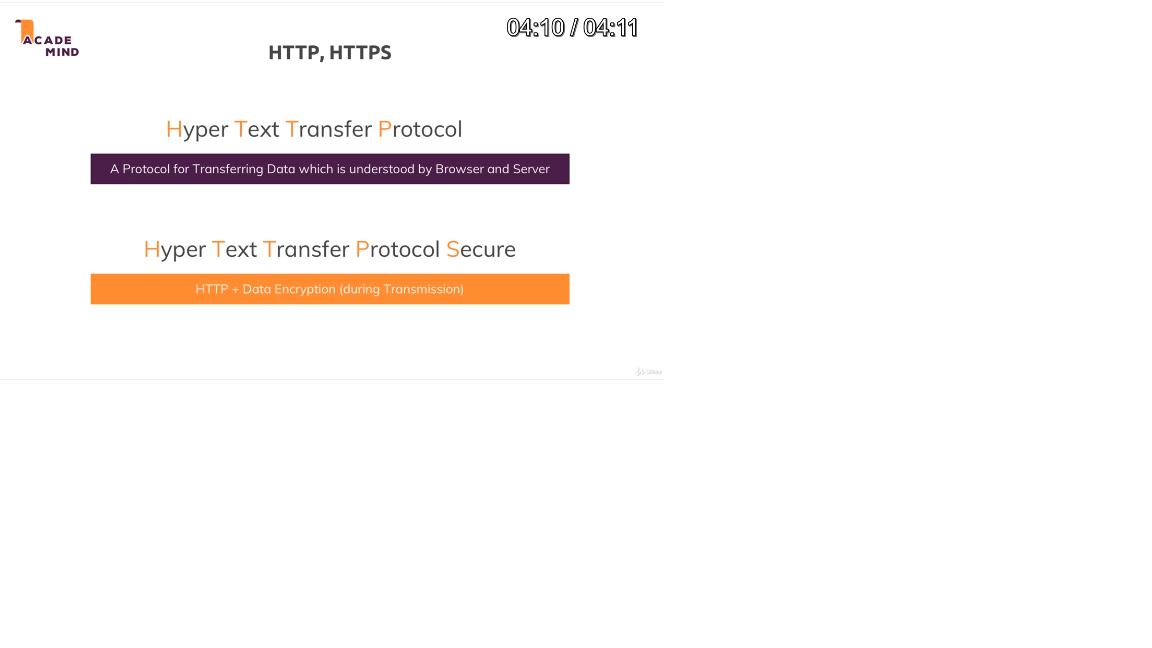 ACADE
MIND
04:10 / 04:11
HTTP, HTTPS
Hyper Text Transfer Protocol
A Protocol for Transferring Data which is understood by Browser and Server
Hyper Text Transfer Protocol Secure
HTTP + Data Encryption (during Transmission)